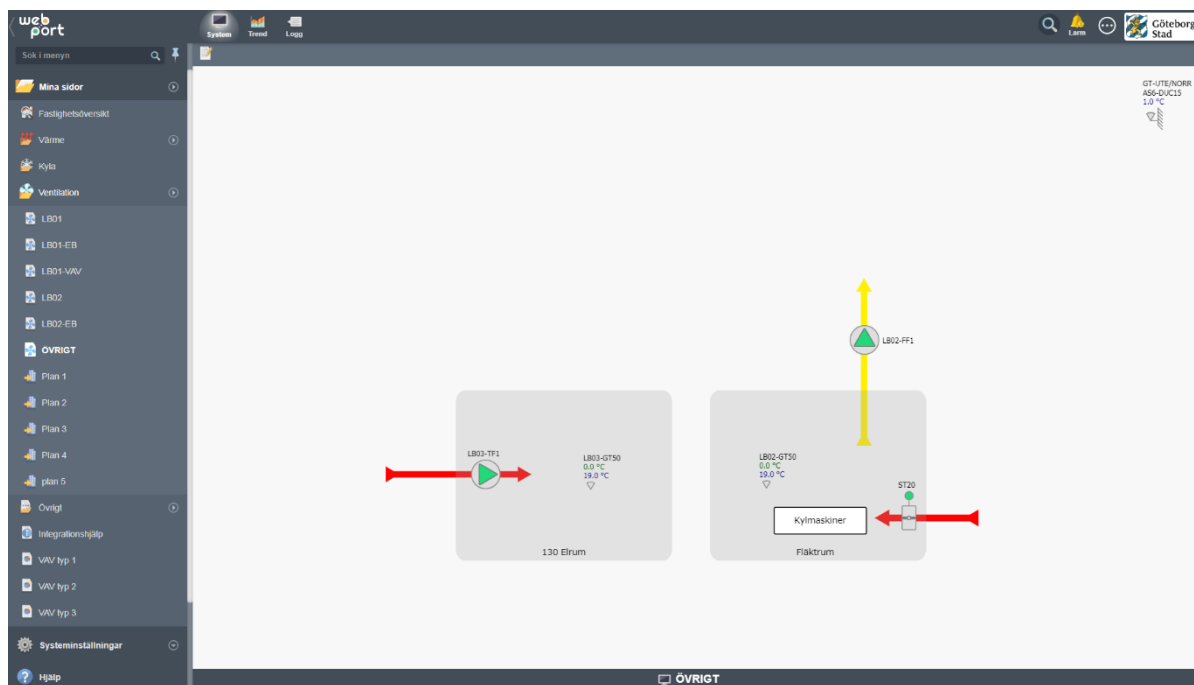 web
port
System
Trend
Logg
Larm
Göteborg
Stad
Sök i menyn
Mina sidor
Fastighetsöversikt
Värme
Kyla
Ventilation
LB01
LB01-EB
LB01-VAV
LB02
LB02-EB
ÖVRIGT
Plan 1
Plan 2
Plan 3
Plan 4
plan 5
Övrigt
Integrationshjälp
VAV typ 1
VAV typ 2
VAV typ 3
Systeminställningar
Hjälp
GT-UTE/NORR
AS6-DUC15
1.0 °C
LB02-FF1
LB03-TF1
LB03-GT50
0.0 °C
19.0 °C
130 Elrum
LB02-GT50
0.0 °C
19.0 °C
ST20
Kylmaskiner
Fläktrum
ÖVRIGT